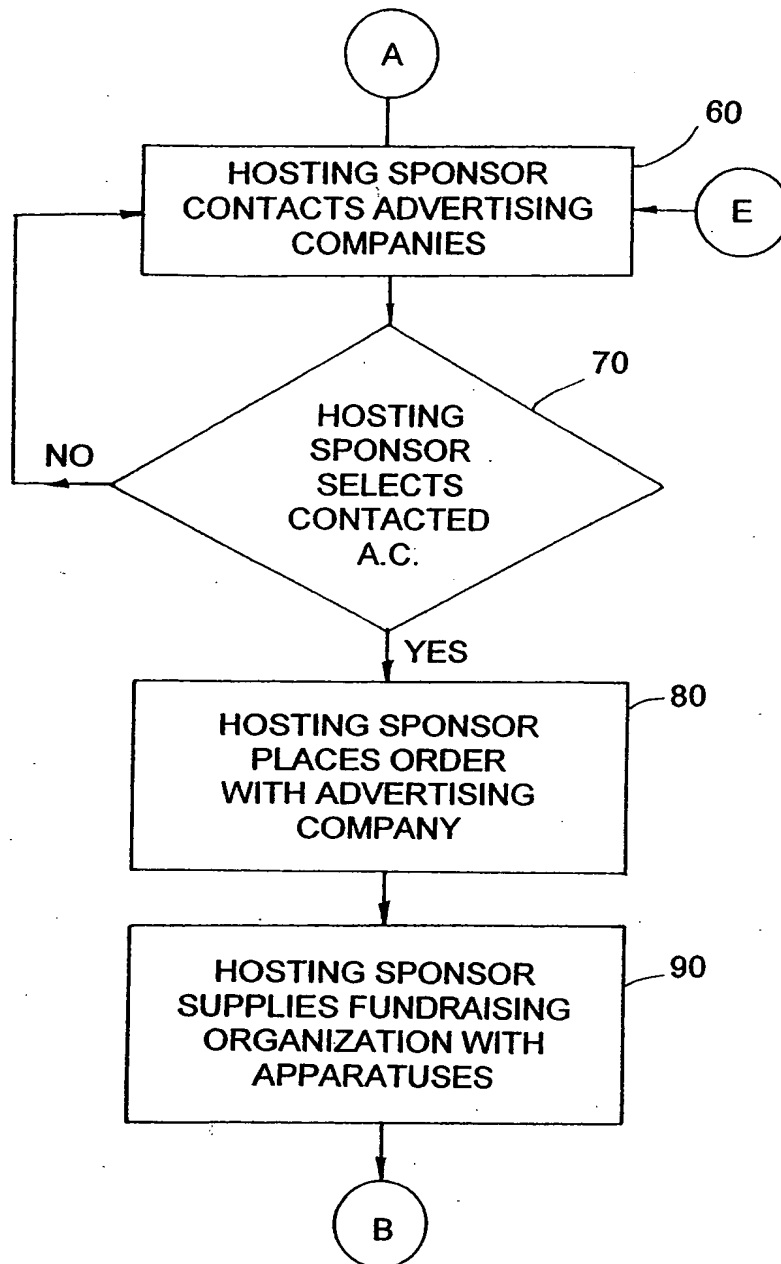 A
60
HOSTING SPONSOR
CONTACTS ADVERTISING
COMPANIES
E
70
HOSTING
SPONSOR
SELECTS
CONTACTED
A.C.
NO
YES
80
HOSTING SPONSOR
PLACES ORDER
WITH ADVERTISING
COMPANY
90
HOSTING SPONSOR
SUPPLIES FUNDRAISING
ORGANIZATION WITH
APPARATUSES
B